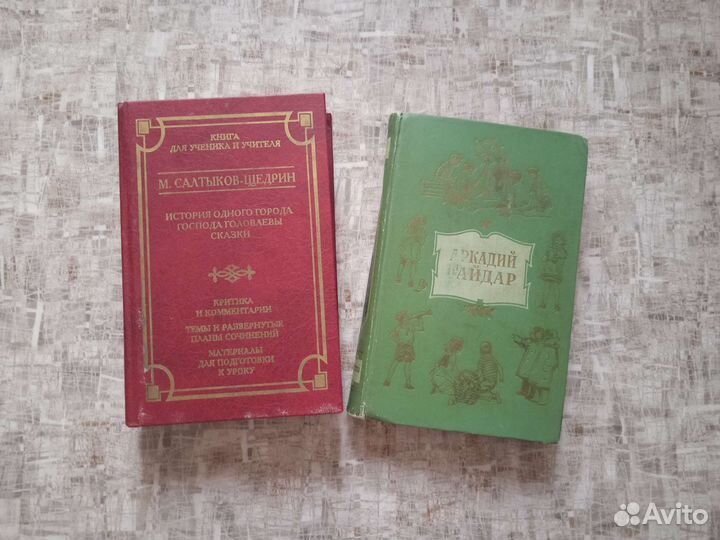 КНИГА
ДЛЯ УЧЕНИКА И УЧИТЕЛЯ
М. САЛТЫКОВ-ЩЕДРИН
ИСТОРИЯ ОДНОГО ГОРОДА
ГОСПОДА ГОЛОВЛЕВЫ
СКАЗКИ
КРИТИКА
И КОММЕНТАРИИ
ТЕМЫ И РАЗВЕРНУТЫЕ
ПЛАНЫ СОЧИНЕНИЙ
МАТЕРИАЛЫ
ДЛЯ ПОДГОТОВКИ
К УРОКУ
АРКАДИЙ
ГАЙДАР
Avito